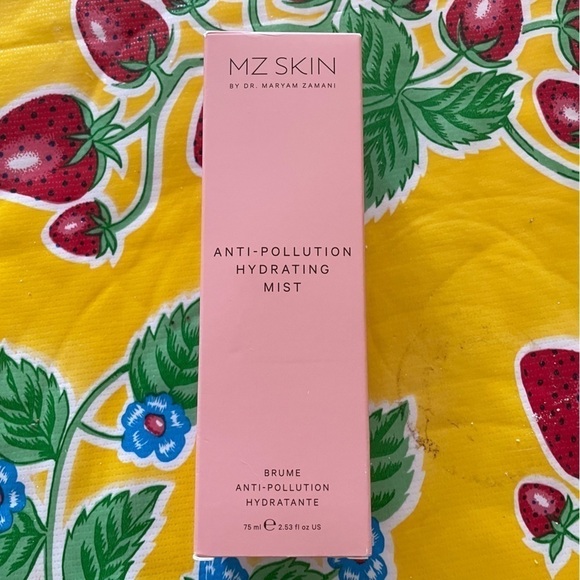 MZ SKIN
BY DR. MARYAM ZAMANI
ANTI-POLLUTION
HYDRATING
MIST
BRUME
ANTI-POLLUTION
HYDRATANTE
75 ml ℮ 2.53 fl oz US